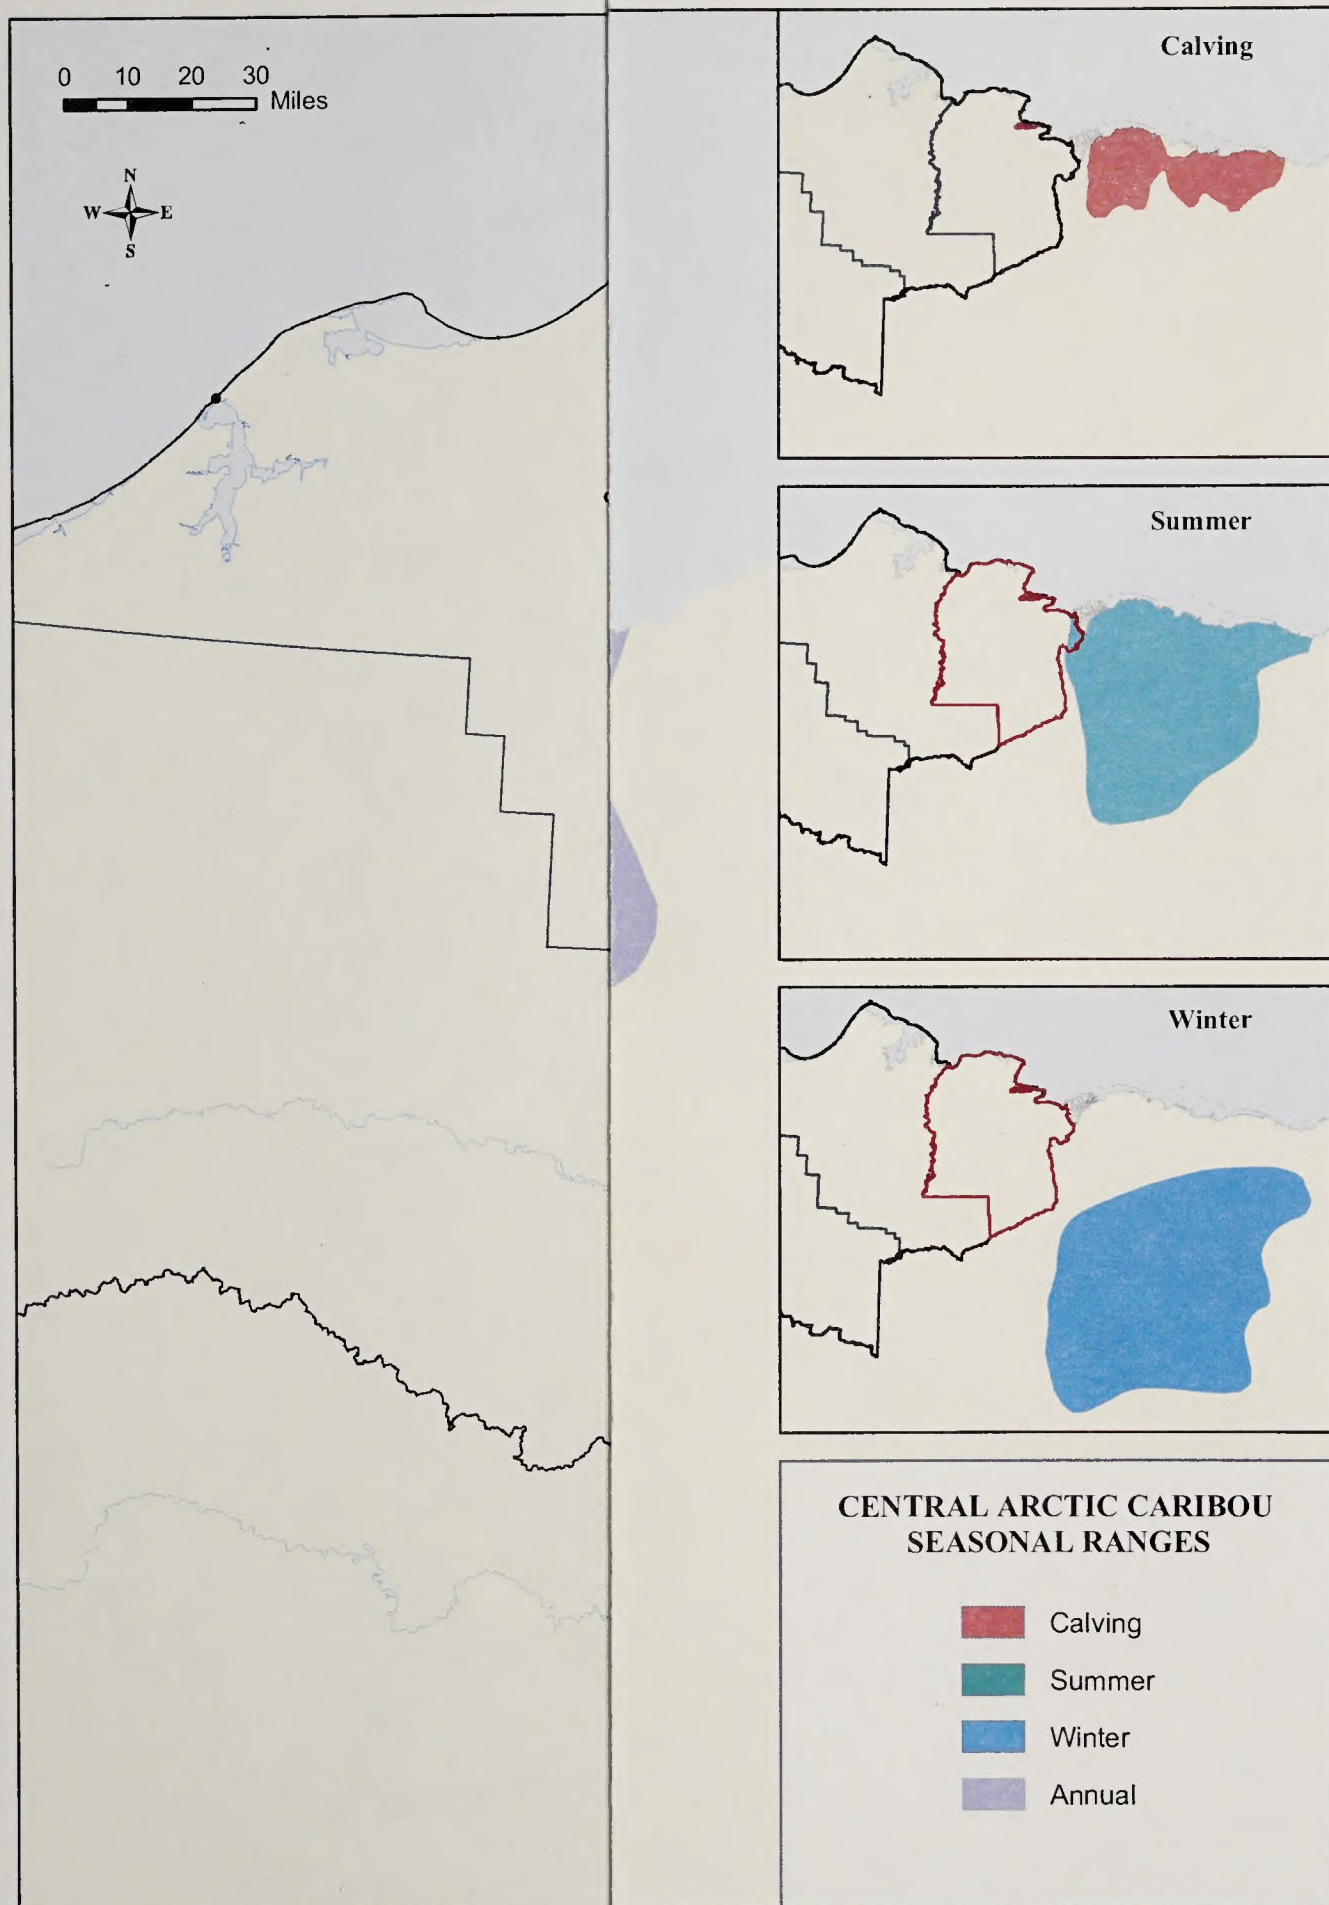 0 10 20 30
Miles
N
W E
S
Calving
Summer
Winter
CENTRAL ARCTIC CARIBOU
SEASONAL RANGES
Calving
Summer
Winter
Annual